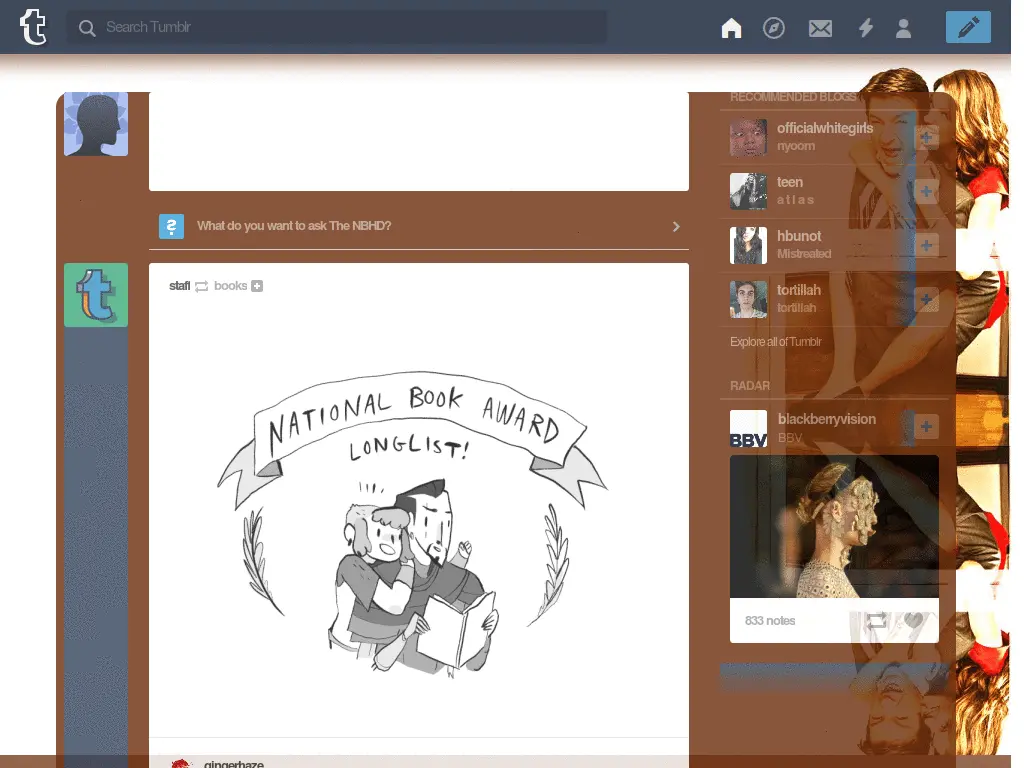 Search Tumblr
RECOMMENDED BLOGS
officialwhitegirls
nyoom
teen
a t l a s
What do you want to ask The NBHD?
hbunot
Mistreated
staff books
tortillah
tortillah
Explore all of Tumblr
RADAR
NATIONAL BOOK AWARD
LONGLIST!
blackberryvision
BBV
BBV
833 notes
gingerhaze